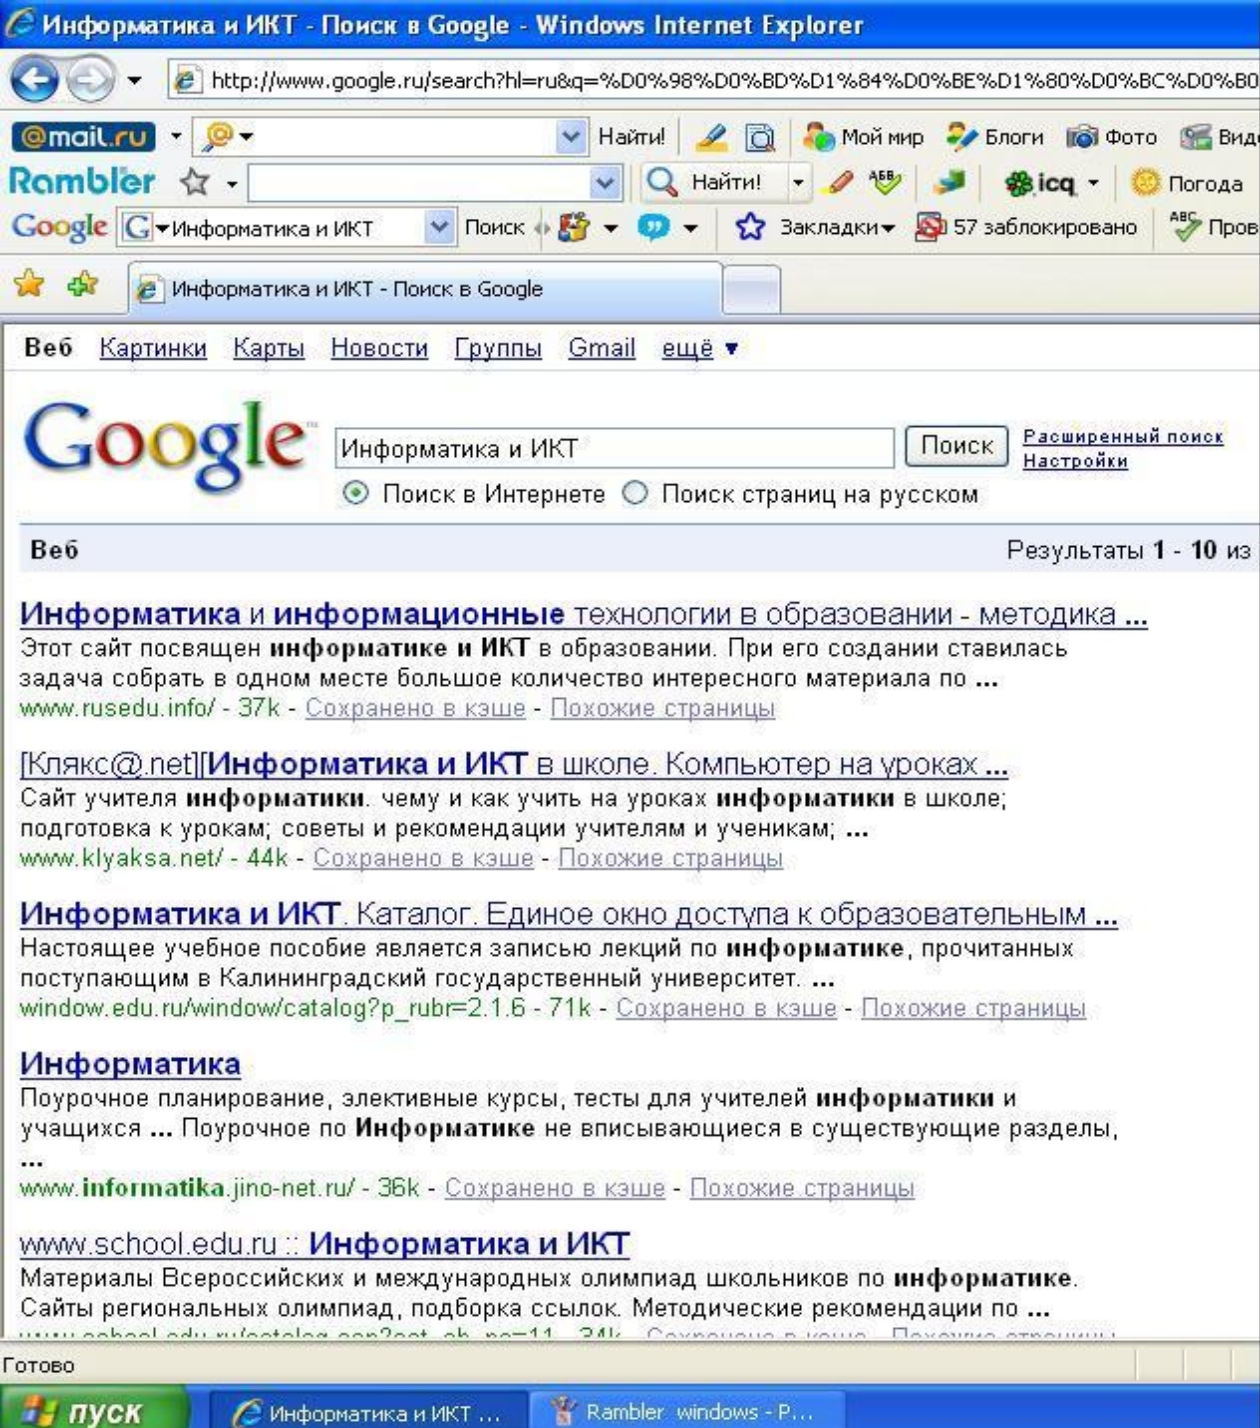 Информатика и ИКТ - Поиск в Google - Windows Internet Explorer
http://www.google.ru/search?hl=ru&q=%D0%98%D0%BD%D1%84%D0%BE%D1%80%D0%BC%D0%B0
@mail.ru Найти! Мой мир Блоги Фото Виде
Rambler Найти! icq Погода
Google G Информатика и ИКТ Поиск Закладки 57 заблокировано Пров
Информатика и ИКТ - Поиск в Google
Веб Картинки Карты Новости Группы Gmail ещё ▼
Google™ Информатика и ИКТ Поиск Расширенный поиск
Настройки
Поиск в Интернете Поиск страниц на русском
Веб Результаты 1 - 10 из
Информатика и информационные технологии в образовании - методика ...
Этот сайт посвящен информатике и ИКТ в образовании. При его создании ставилась
задача собрать в одном месте большое количество интересного материала по ...
www.rusedu.info/ - 37k - Сохранено в кэше - Похожие страницы
[Клякс@.net][Информатика и ИКТ в школе. Компьютер на уроках ...
Сайт учителя информатики. чему и как учить на уроках информатики в школе;
подготовка к урокам; советы и рекомендации учителям и ученикам; ...
www.klyaksa.net/ - 44k - Сохранено в кэше - Похожие страницы
Информатика и ИКТ. Каталог. Единое окно доступа к образовательным ...
Настоящее учебное пособие является записью лекций по информатике, прочитанных
поступающим в Калининградский государственный университет. ...
window.edu.ru/window/catalog?p_rubr=2.1.6 - 71k - Сохранено в кэше - Похожие страницы
Информатика
Поурочное планирование, элективные курсы, тесты для учителей информатики и
учащихся ... Поурочное по Информатике не вписывающиеся в существующие разделы,
...
www.informatika.jino-net.ru/ - 36k - Сохранено в кэше - Похожие страницы
www.school.edu.ru :: Информатика и ИКТ
Материалы Всероссийских и международных олимпиад школьников по информатике.
Сайты региональных олимпиад, подборка ссылок. Методические рекомендации по ...
Готово
пуск Информатика и ИКТ ... Rambler windows - P...